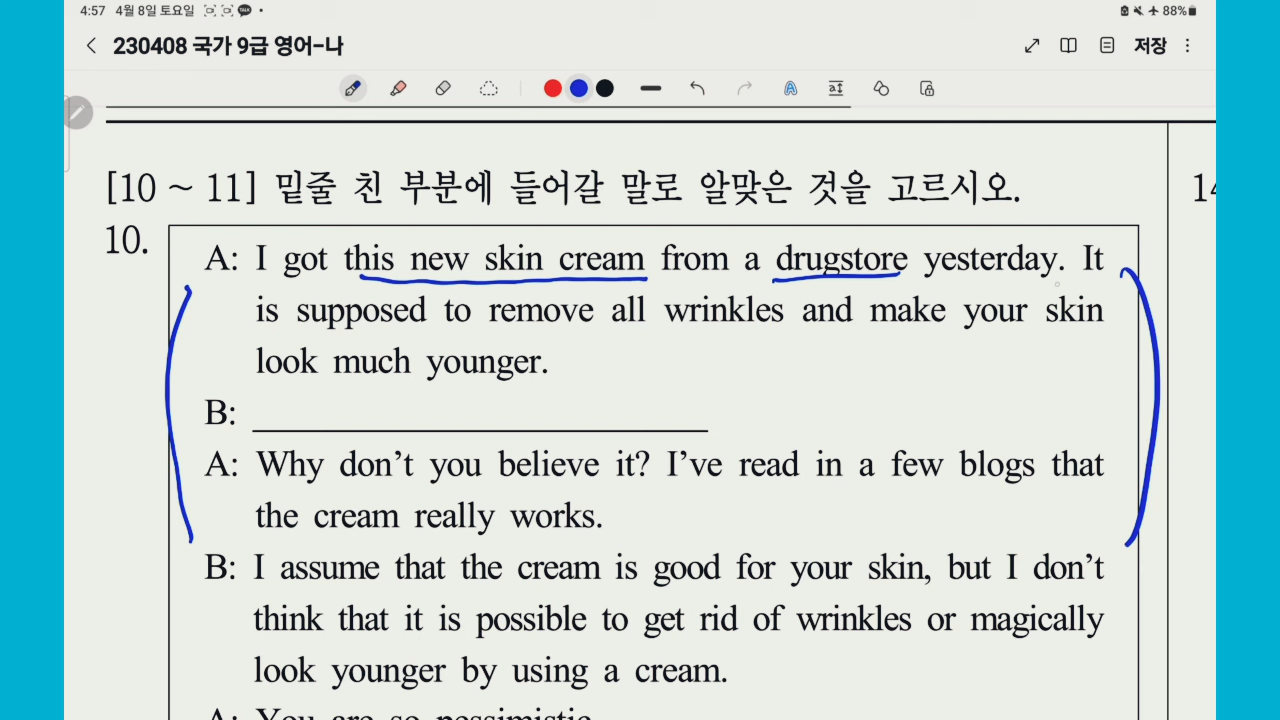 4:57 4월 8일 토요일 TALK 88%
230408 국가 9급 영어-나
저장
[10 ~ 11] 밑줄 친 부분에 들어갈 말로 알맞은 것을 고르시오.
10.
A: I got this new skin cream from a drugstore yesterday. It
is supposed to remove all wrinkles and make your skin
look much younger.
B:
A: Why don't you believe it? I've read in a few blogs that
the cream really works.
B: I assume that the cream is good for your skin, but I don't
think that it is possible to get rid of wrinkles or magically
look younger by using a cream.
A: You are so pessimistic.